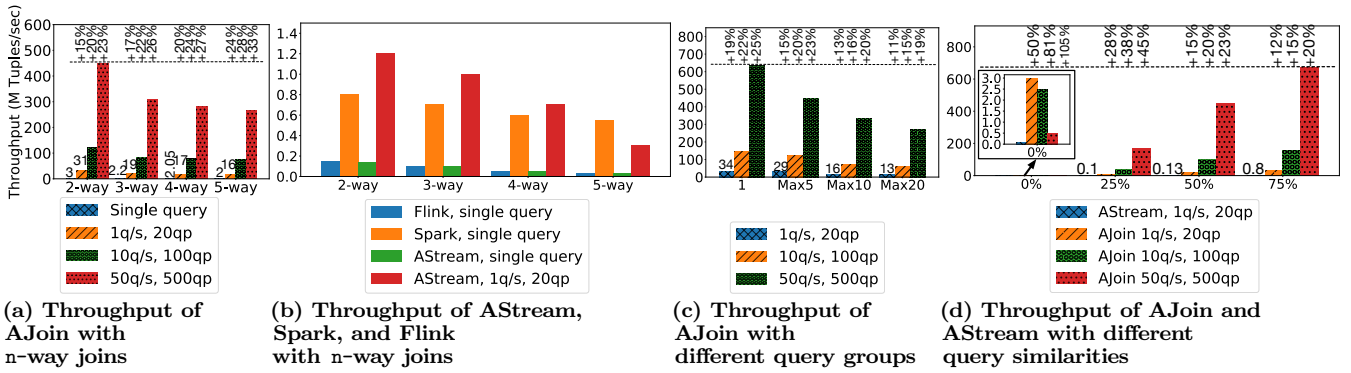 Throughput (M Tuples/sec)
600
500
400
300
200
100
0
+15%
+20%
+23%
+17%
+22%
+26%
+20%
+24%
+27%
+24%
+28%
+33%
3
31
2.2
19
2.5
17
2
16
2-way 3-way 4-way 5-way
Single query
1q/s, 20qp
10q/s, 100qp
50q/s, 500qp
(a) Throughput of
AJoin with
n-way joins
1.4
1.2
1.0
0.8
0.6
0.4
0.2
0.0
2-way 3-way 4-way 5-way
Flink, single query
Spark, single query
AStream, single query
AStream, 1q/s, 20qp
(b) Throughput of AStream,
Spark, and Flink
with n-way joins
800
700
600
500
400
300
200
100
0
+19%
+22%
+25%
+15%
+20%
+23%
+13%
+16%
+20%
+11%
+15%
+19%
34
29
16
13
1 Max5 Max10 Max20
1q/s, 20qp
10q/s, 100qp
50q/s, 500qp
(c) Throughput of
AJoin with
different query groups
800
600
400
200
0
+50%
+81%
+105%
+28%
+38%
+45%
+15%
+20%
+23%
+12%
+15%
+20%
3.0
2.5
2.0
1.5
1.0
0.5
0.0
0%
0.1
0.13
0.8
0% 25% 50% 75%
AStream, 1q/s, 20qp
AJoin 1q/s, 20qp
AJoin 10q/s, 100qp
AJoin 50q/s, 500qp
(d) Throughput of AJoin and
AStream with different
query similarities